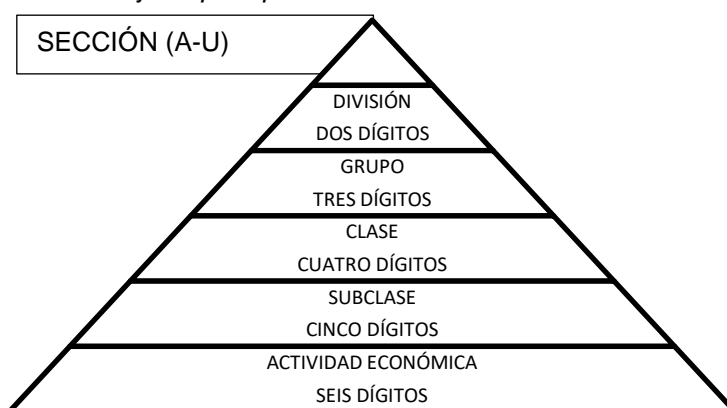 SECCIÓN (A-U)
DIVISIÓN
DOS DÍGITOS
GRUPO
TRES DÍGITOS
CLASE
CUATRO DÍGITOS
SUBCLASE
CINCO DÍGITOS
ACTIVIDAD ECONÓMICA
SEIS DÍGITOS